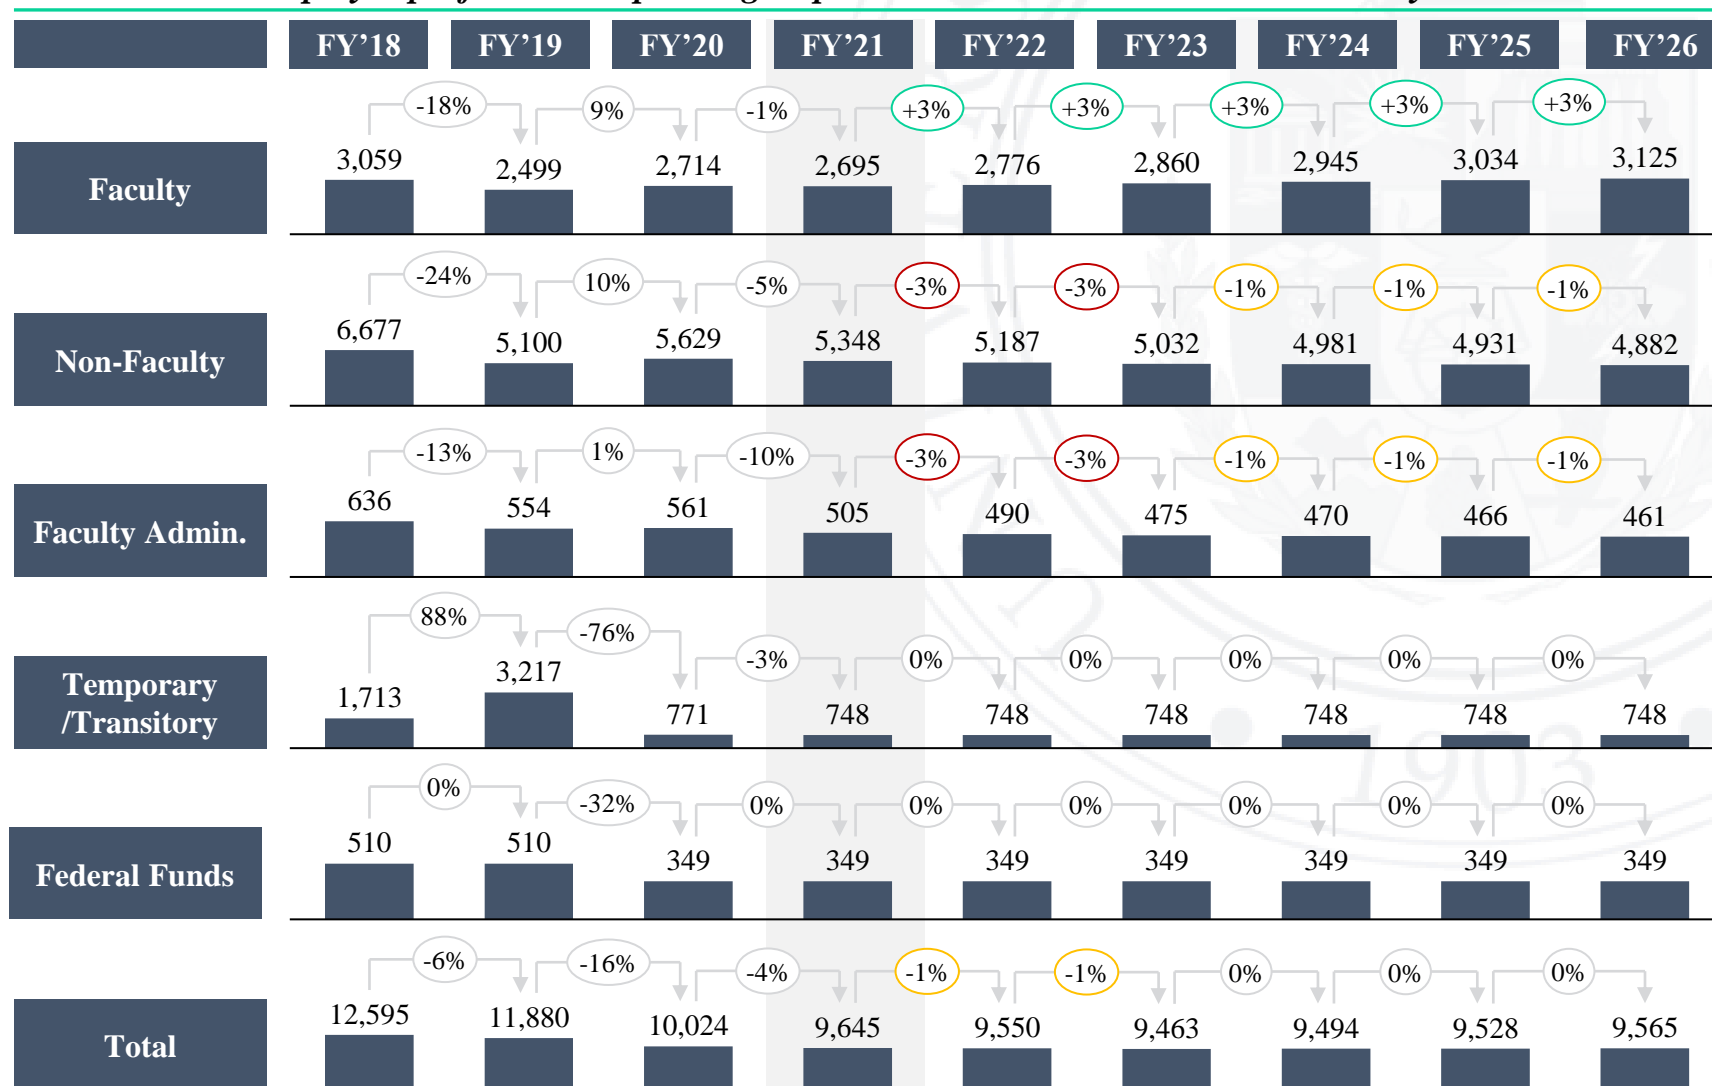 FY'18 FY'19 FY'20 FY'21 FY'22 FY'23 FY'24 FY'25 FY'26
-18% 9% -1% +3% +3% +3% +3% +3%
Faculty
3,059 2,499 2,714 2,695 2,776 2,860 2,945 3,034 3,125
-24% 10% -5% -3% -3% -1% -1% -1%
Non-Faculty
6,677 5,100 5,629 5,348 5,187 5,032 4,981 4,931 4,882
-13% 1% -10% -3% -3% -1% -1% -1%
Faculty Admin.
636 554 561 505 490 475 470 466 461
88% -76% -3% 0% 0% 0% 0% 0%
Temporary
/Transitory
1,713 3,217 771 748 748 748 748 748 748
0% -32% 0% 0% 0% 0% 0% 0%
Federal Funds
510 510 349 349 349 349 349 349 349
-6% -16% -4% -1% -1% 0% 0% 0%
Total
12,595 11,880 10,024 9,645 9,550 9,463 9,494 9,528 9,565
1903